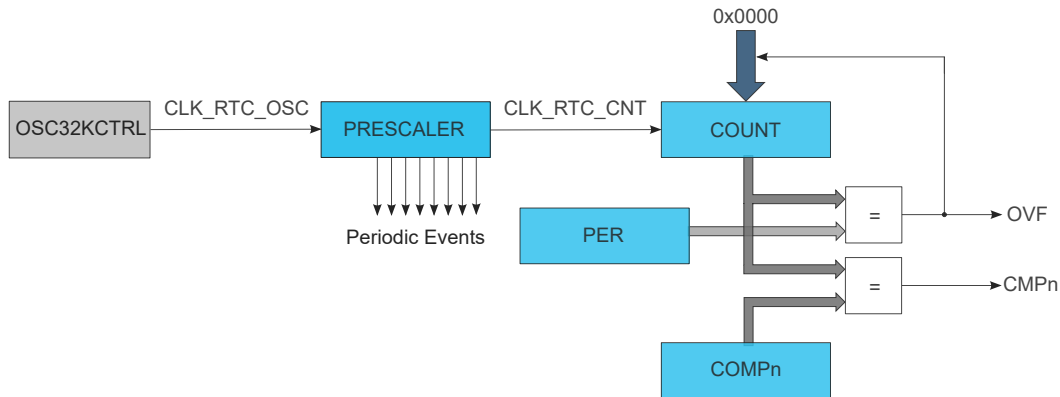 0x0000
CLK_RTC_OSC
CLK_RTC_CNT
OSC32KCTRL
PRESCALER
COUNT
Periodic Events
PER
=
OVF
=
CMPn
COMPn